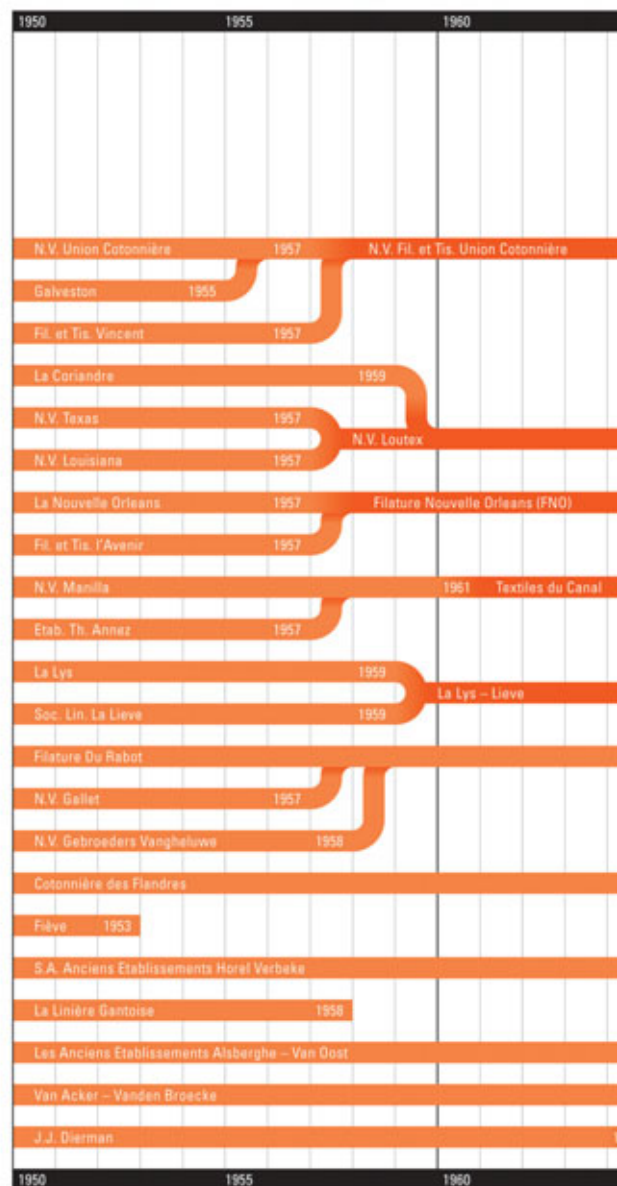 1950 1955 1960
N.V. Union Cotonnière 1957 N.V. Fil. et Tis. Union Cotonnière
Galveston 1955
Fil. et Tis. Vincent 1957
La Coriandre 1959
N.V. Texas 1957
N.V. Loutex
N.V. Louisiana 1957
La Nouvelle Orleans 1957 Filature Nouvelle Orleans (FNO)
Fil. et Tis. l'Avenir 1957
N.V. Manilla 1961 Textiles du Canal
Etab. Th. Annez 1957
La Lys 1959
La Lys – Lieve
Soc. Lin. La Lieve 1959
Filature Du Rabot
N.V. Gallet 1957
N.V. Gebroeders Vangheluwe 1958
Cotonnière des Flandres
Fiève 1953
S.A. Anciens Etablissements Horel Verbeke
La Linière Gantoise 1958
Les Anciens Etablissements Alsberghe – Van Oost
Van Acker – Vanden Broecke
J.J. Dierman
1950 1955 1960